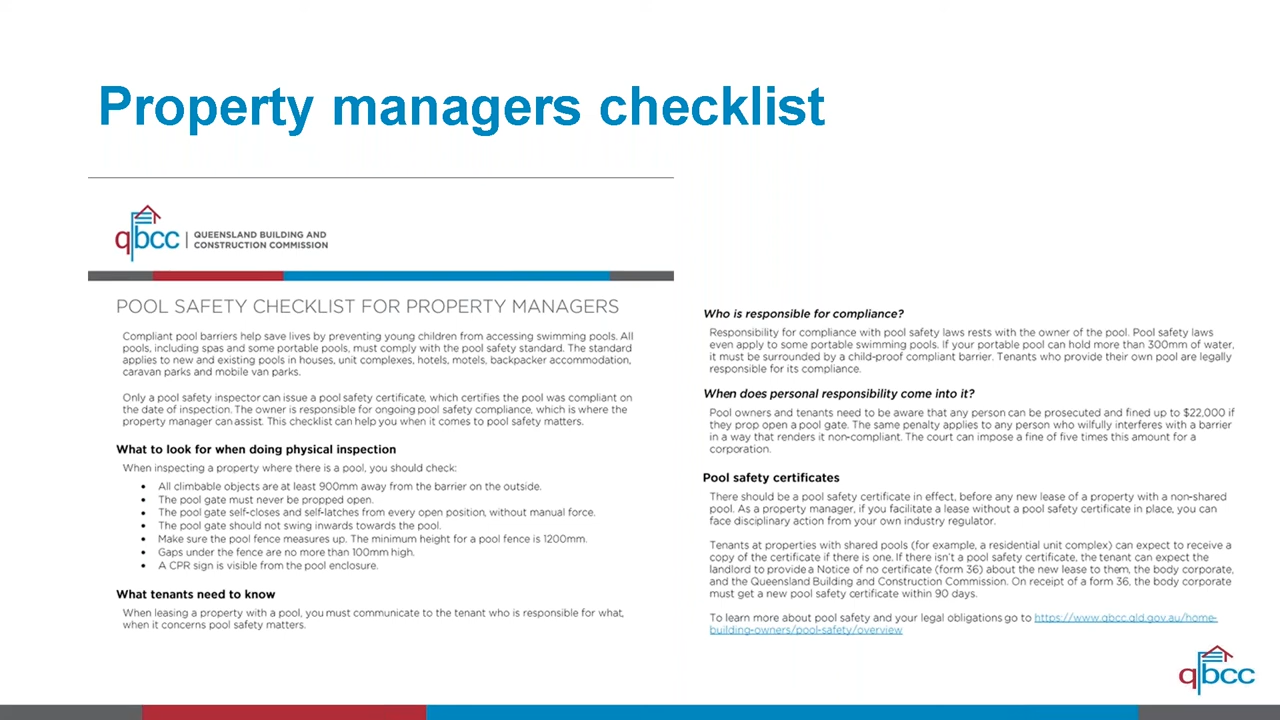 Property managers checklist
qbcc | QUEENSLAND BUILDING AND
CONSTRUCTION COMMISSION
POOL SAFETY CHECKLIST FOR PROPERTY MANAGERS
Compliant pool barriers help save lives by preventing young children from accessing swimming pools. All
pools, including spas and some portable pools, must comply with the pool safety standard. The standard
applies to new and existing pools in houses, unit complexes, hotels, motels, backpacker accommodation,
caravan parks and mobile van parks.
Only a pool safety inspector can issue a pool safety certificate, which certifies the pool was compliant on
the date of inspection. The owner is responsible for ongoing pool safety compliance, which is where the
property manager can assist. This checklist can help you when it comes to pool safety matters.
What to look for when doing physical inspection
When inspecting a property where there is a pool, you should check:
• All climbable objects are at least 900mm away from the barrier on the outside.
• The pool gate must never be propped open.
• The pool gate self-closes and self-latches from every open position, without manual force.
• The pool gate should not swing inwards towards the pool.
• Make sure the pool fence measures up. The minimum height for a pool fence is 1200mm.
• Gaps under the fence are no more than 100mm high.
• A CPR sign is visible from the pool enclosure.
What tenants need to know
When leasing a property with a pool, you must communicate to the tenant who is responsible for what,
when it concerns pool safety matters.
Who is responsible for compliance?
Responsibility for compliance with pool safety laws rests with the owner of the pool. Pool safety laws
even apply to some portable swimming pools. If your portable pool can hold more than 300mm of water,
it must be surrounded by a child-proof compliant barrier. Tenants who provide their own pool are legally
responsible for its compliance.
When does personal responsibility come into it?
Pool owners and tenants need to be aware that any person can be prosecuted and fined up to $22,000 if
they prop open a pool gate. The same penalty applies to any person who wilfully interferes with a barrier
in a way that renders it non-compliant. The court can impose a fine of five times this amount for a
corporation.
Pool safety certificates
There should be a pool safety certificate in effect, before any new lease of a property with a non-shared
pool. As a property manager, if you facilitate a lease without a pool safety certificate in place, you can
face disciplinary action from your own industry regulator.
Tenants at properties with shared pools (for example, a residential unit complex) can expect to receive a
copy of the certificate if there is one. If there isn't a pool safety certificate, the tenant can expect the
landlord to provide a Notice of no certificate (form 36) about the new lease to them, the body corporate,
and the Queensland Building and Construction Commission. On receipt of a form 36, the body corporate
must get a new pool safety certificate within 90 days.
To learn more about pool safety and your legal obligations go to https://www.qbcc.qld.gov.au/home-
building-owners/pool-safety/overview
qbcc